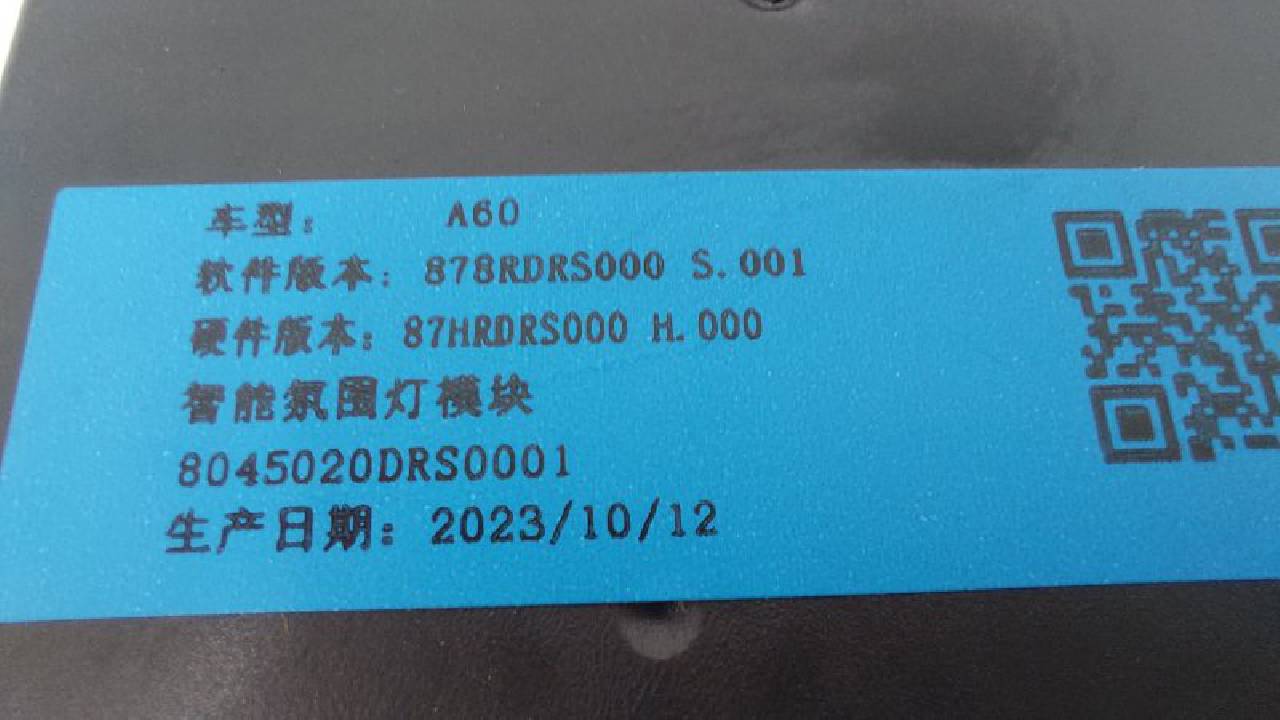 车型： A60
软件版本：878RDRS000 S.001
硬件版本：87HRDRS000 H.000
智能氛围灯模块
8045020DRS0001
生产日期：2023/10/12